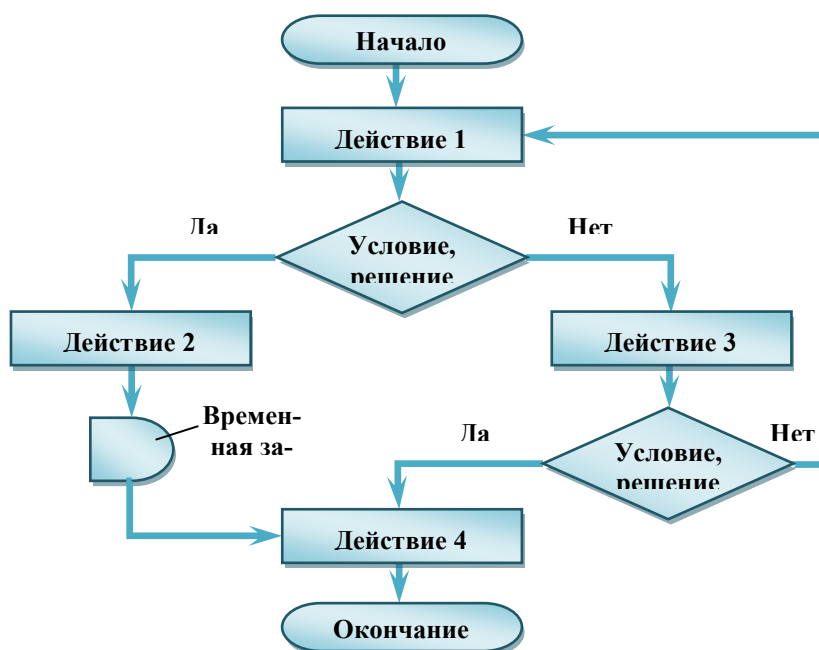 Начало
Действие 1
Да
Нет
Условие,
решение
Действие 2
Действие 3
Времен-
ная за-
Да
Нет
Условие,
решение
Действие 4
Окончание